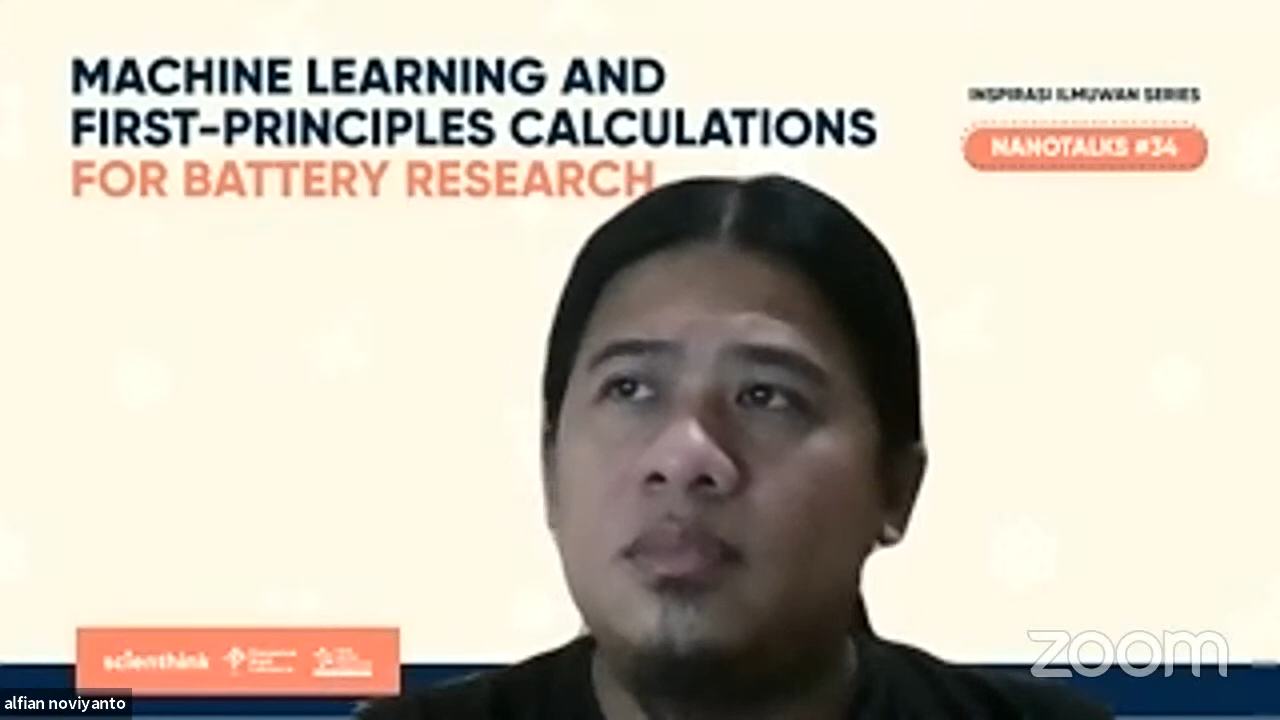 MACHINE LEARNING AND
FIRST-PRINCIPLES CALCULATIONS
FOR BATTERY RESEARCH
INSPIRASI ILMUWAN SERIES
NANOTALKS #34
scienthink
zoom
alfian noviyanto